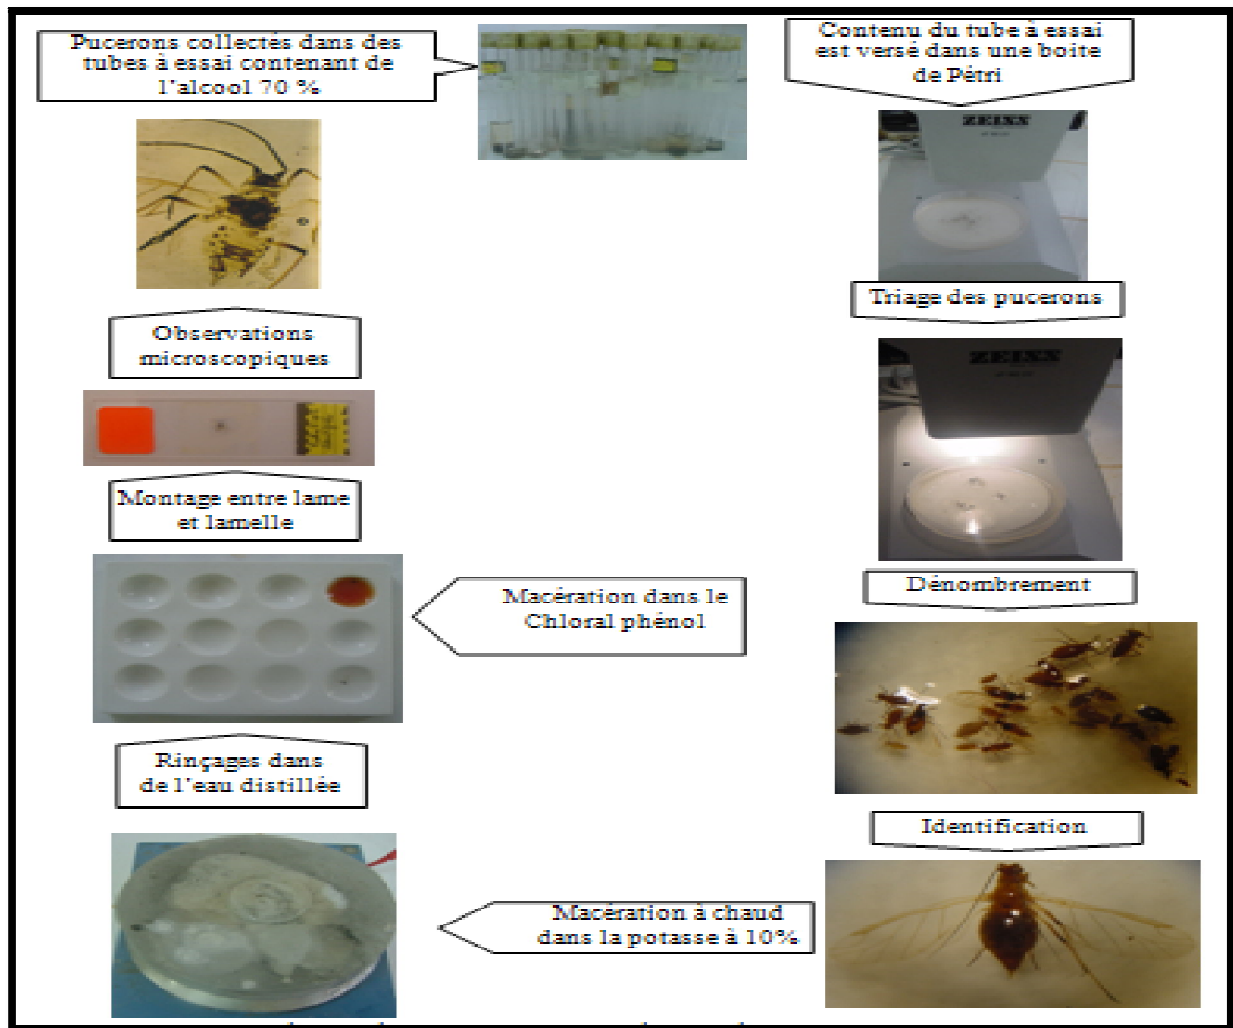 Pucerons collectés dans des
tubes à essai contenant de
l'alcool 70 %
Contenu du tube à essai
est versé dans une boite
de Pétri
ZEISS
Triage des pucerons
ZEISS
Dénombrement
Identification
Macération à chaud
dans la potasse à 10%
Rinçages dans
de l'eau distillée
Macération dans le
Chloral phénol
Montage entre lame
et lamelle
Observations
microscopiques